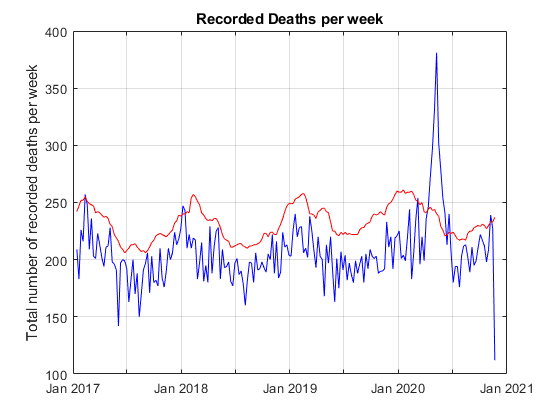 Recorded Deaths per week
Total number of recorded deaths per week
400
350
300
250
200
150
100
Jan 2017
Jan 2018
Jan 2019
Jan 2020
Jan 2021